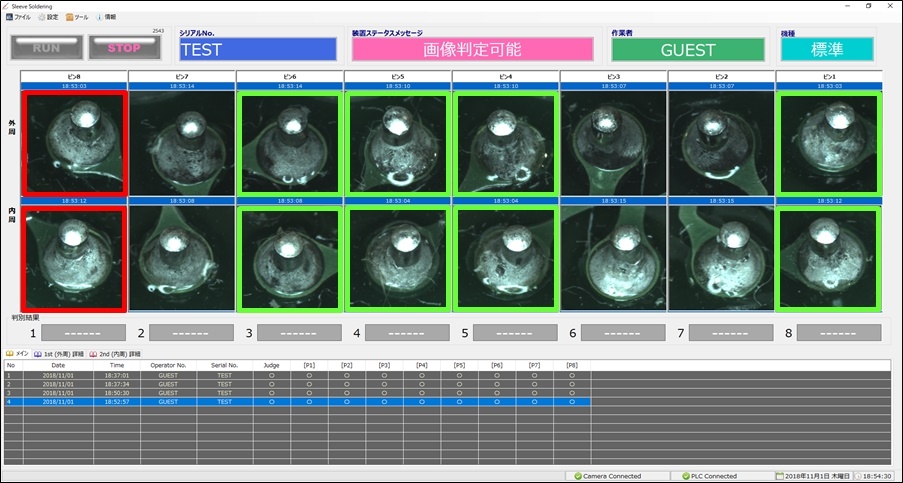 Sleeve Soldering
ファイル 設定 ツール 情報
RUN STOP 2543
シリアルNo. 装置ステータスメッセージ 作業者 機種
TEST 画像判定可能 GUEST 標準
ピン8 ピン7 ピン6 ピン5 ピン4 ピン3 ピン2 ピン1
18:53:03 18:53:14 18:53:14 18:53:10 18:53:10 18:53:07 18:53:07 18:53:03
外周
18:53:12 18:53:08 18:53:08 18:53:04 18:53:04 18:53:15 18:53:15 18:53:12
内周
判別結果
1 ------ 2 ------ 3 ------ 4 ------ 5 ------ 6 ------ 7 ------ 8 ------
メイン 1st (外周) 詳細 2nd (内周) 詳細
No Date Time Operator No. Serial No. Judge [P1] [P2] [P3] [P4] [P5] [P6] [P7] [P8]
1 2018/11/01 18:37:01 GUEST TEST ○ ○ ○ ○ ○ ○ ○ ○ ○
2 2018/11/01 18:37:34 GUEST TEST ○ ○ ○ ○ ○ ○ ○ ○ ○
3 2018/11/01 18:50:30 GUEST TEST ○ ○ ○ ○ ○ ○ ○ ○ ○
4 2018/11/01 18:52:57 GUEST TEST ○ ○ ○ ○ ○ ○ ○ ○ ○
Camera Connected PLC Connected 2018年11月1日 木曜日 18:54:30